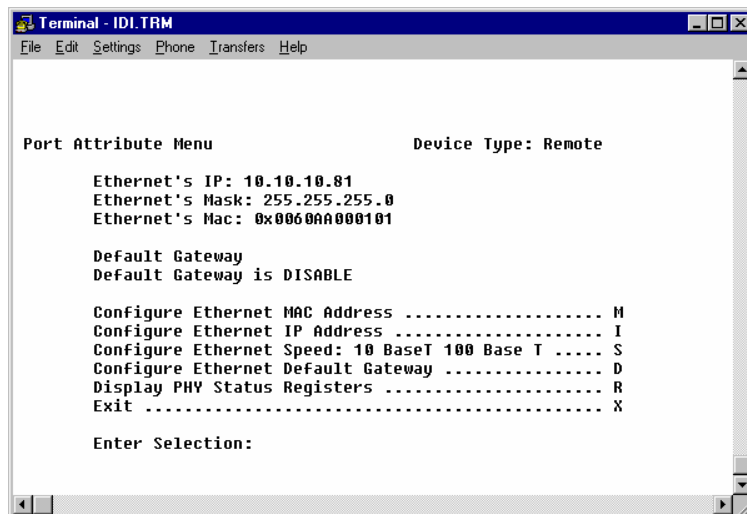 Terminal - IDI.TRM
File Edit Settings Phone Transfers Help
Port Attribute Menu Device Type: Remote
Ethernet's IP: 10.10.10.81
Ethernet's Mask: 255.255.255.0
Ethernet's Mac: 0x0060AA000101
Default Gateway
Default Gateway is DISABLE
Configure Ethernet MAC Address .................... M
Configure Ethernet IP Address ..................... I
Configure Ethernet Speed: 10 BaseT 100 Base T ..... S
Configure Ethernet Default Gateway ................ D
Display PHY Status Registers ...................... R
Exit .............................................. X
Enter Selection: